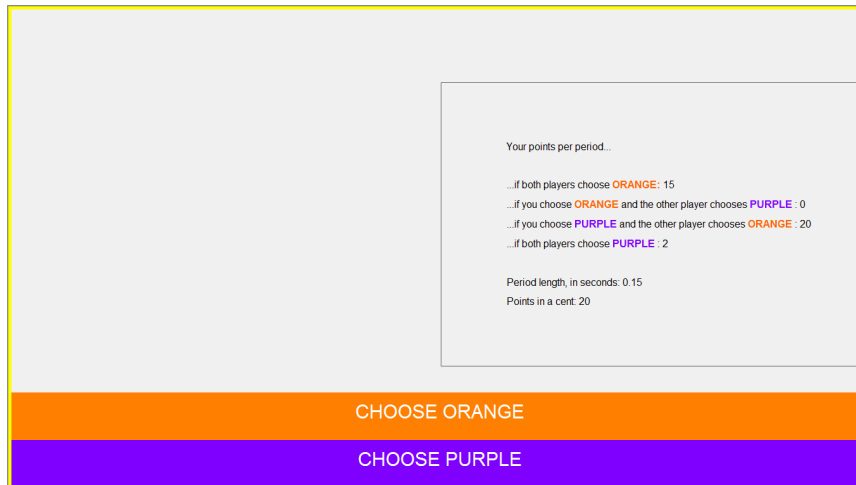 Your points per period...
...if both players choose ORANGE: 15
...if you choose ORANGE and the other player chooses PURPLE : 0
...if you choose PURPLE and the other player chooses ORANGE : 20
...if both players choose PURPLE : 2
Period length, in seconds: 0.15
Points in a cent: 20
CHOOSE ORANGE
CHOOSE PURPLE